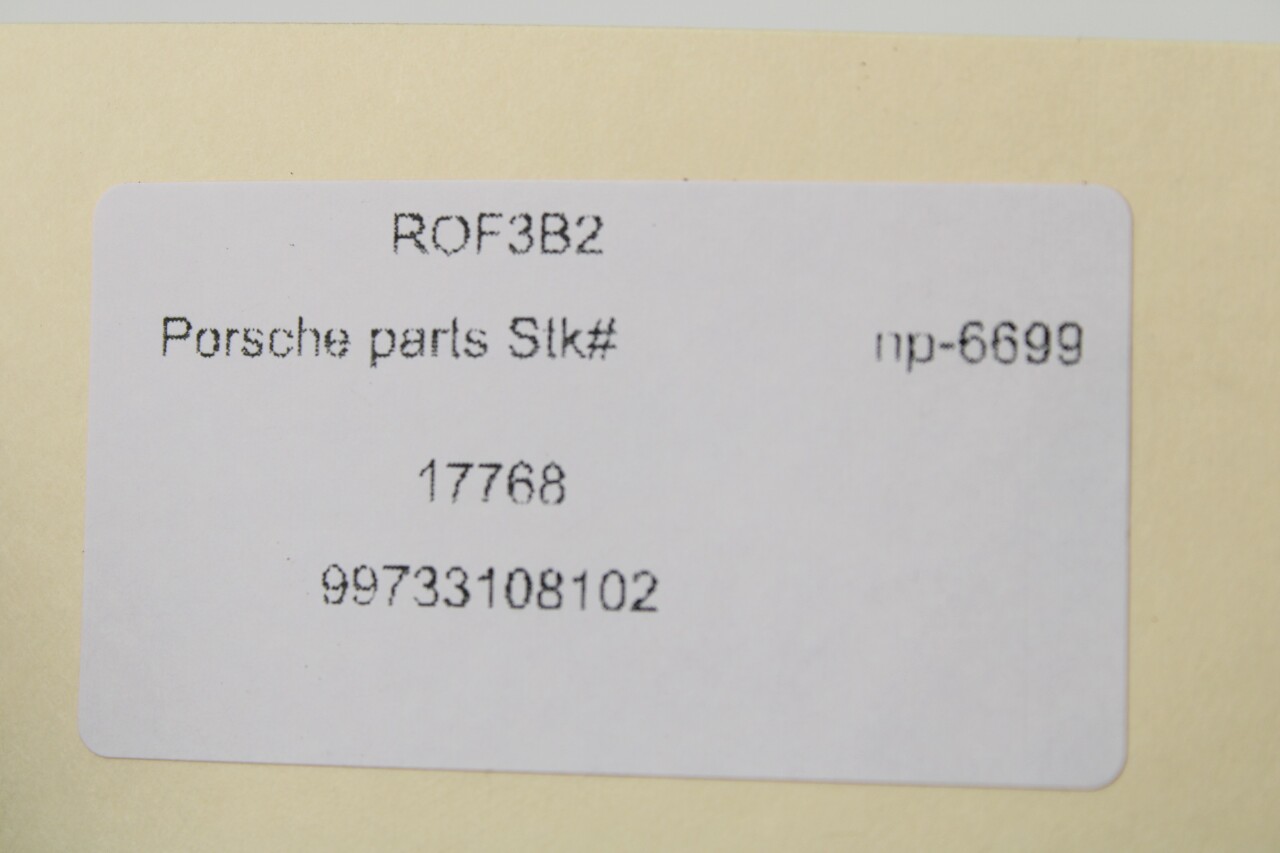 ROF3B2
Porsche parts Stk# np-6699
17768
99733108102